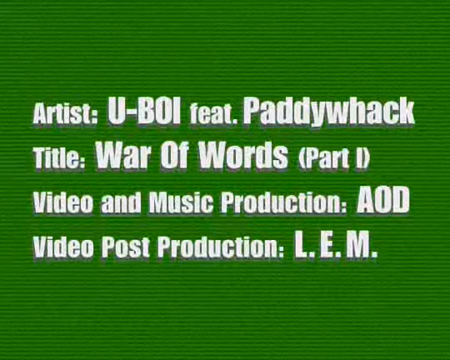 Artist: U-BOI feat. Paddywhack
Title: War Of Words (Part I)
Video and Music Production: AOD
Video Post Production: L.E.M.